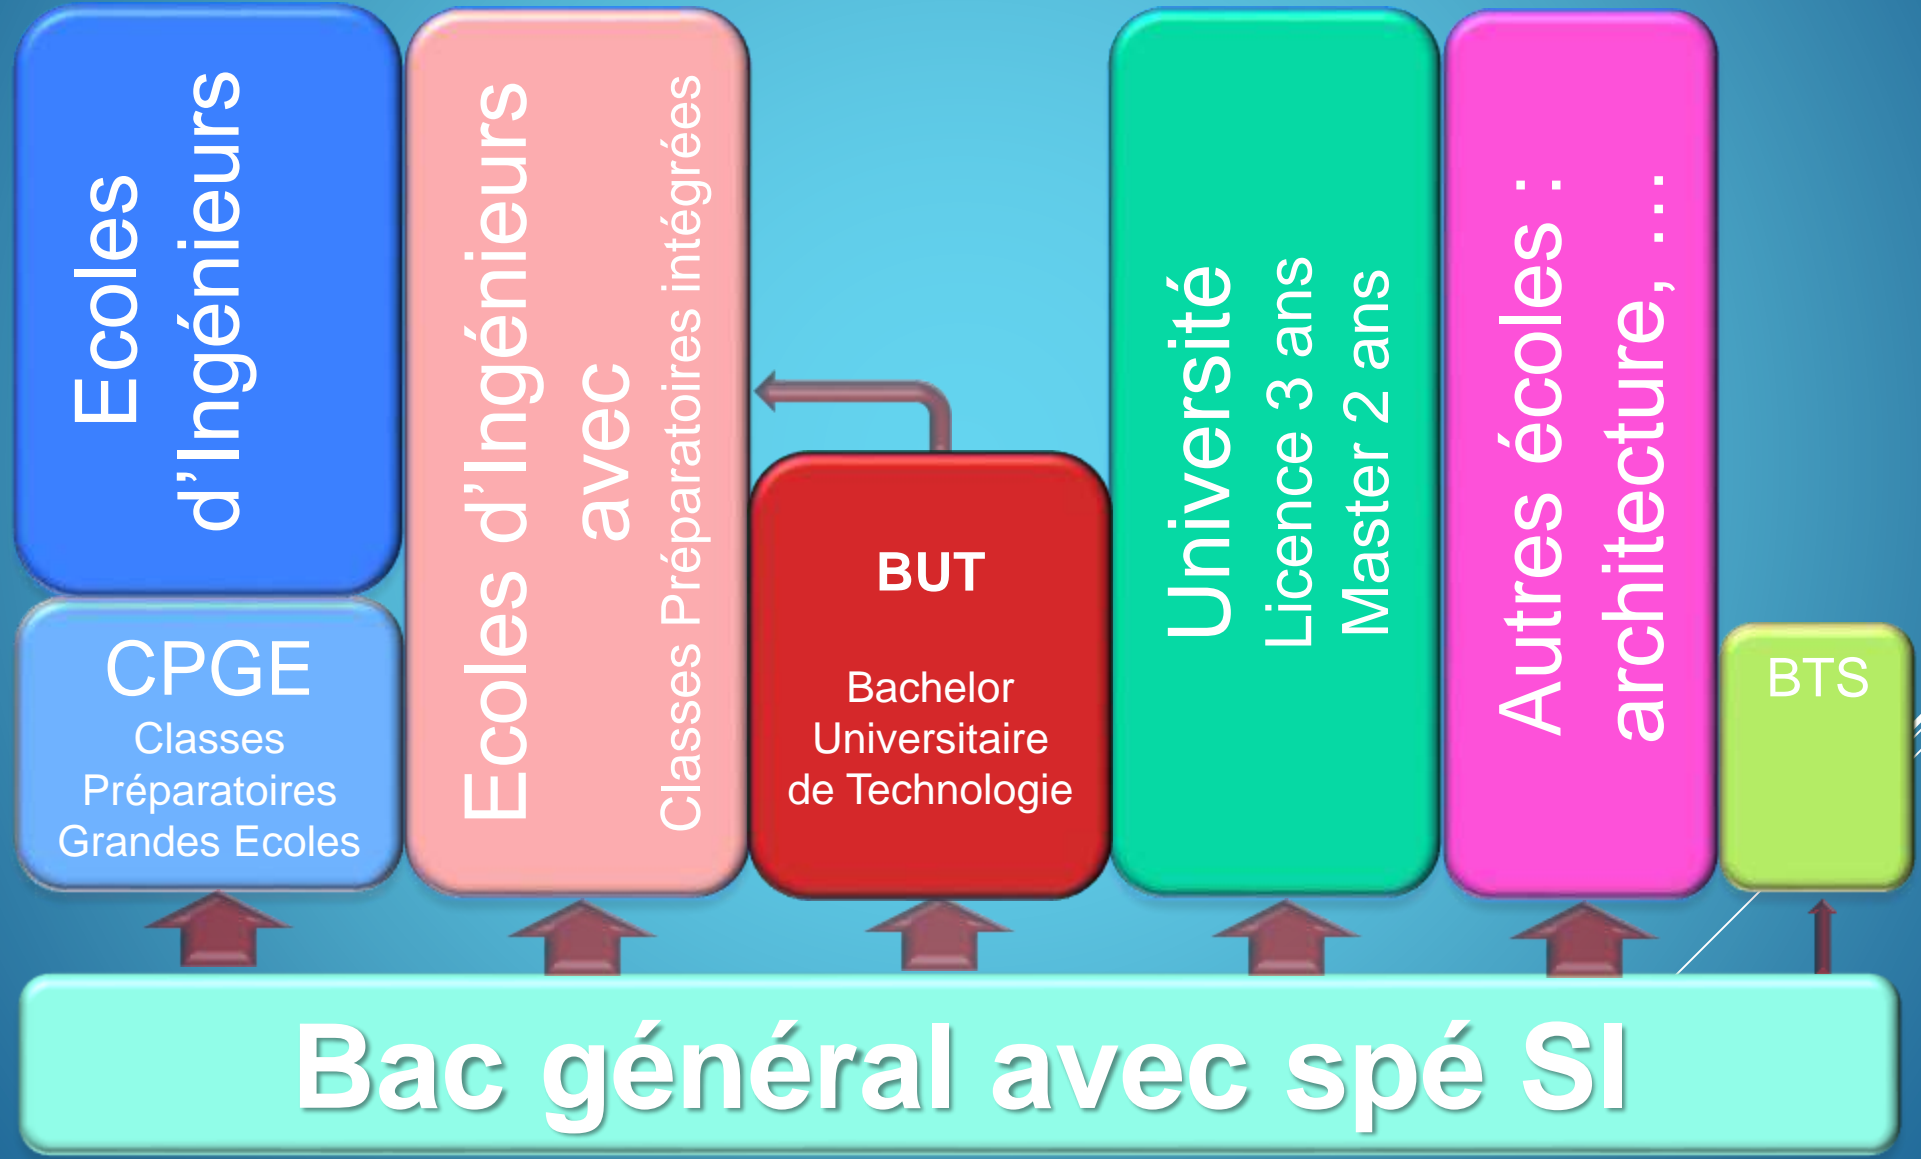 Ecoles
d’Ingénieurs
CPGE
Classes
Préparatoires
Grandes Ecoles
Ecoles d’Ingénieurs
avec
Classes Préparatoires intégrées
BUT
Bachelor
Universitaire
de Technologie
Université
Licence 3 ans
Master 2 ans
Autres écoles :
architecture, …
BTS
Bac général avec spé SI